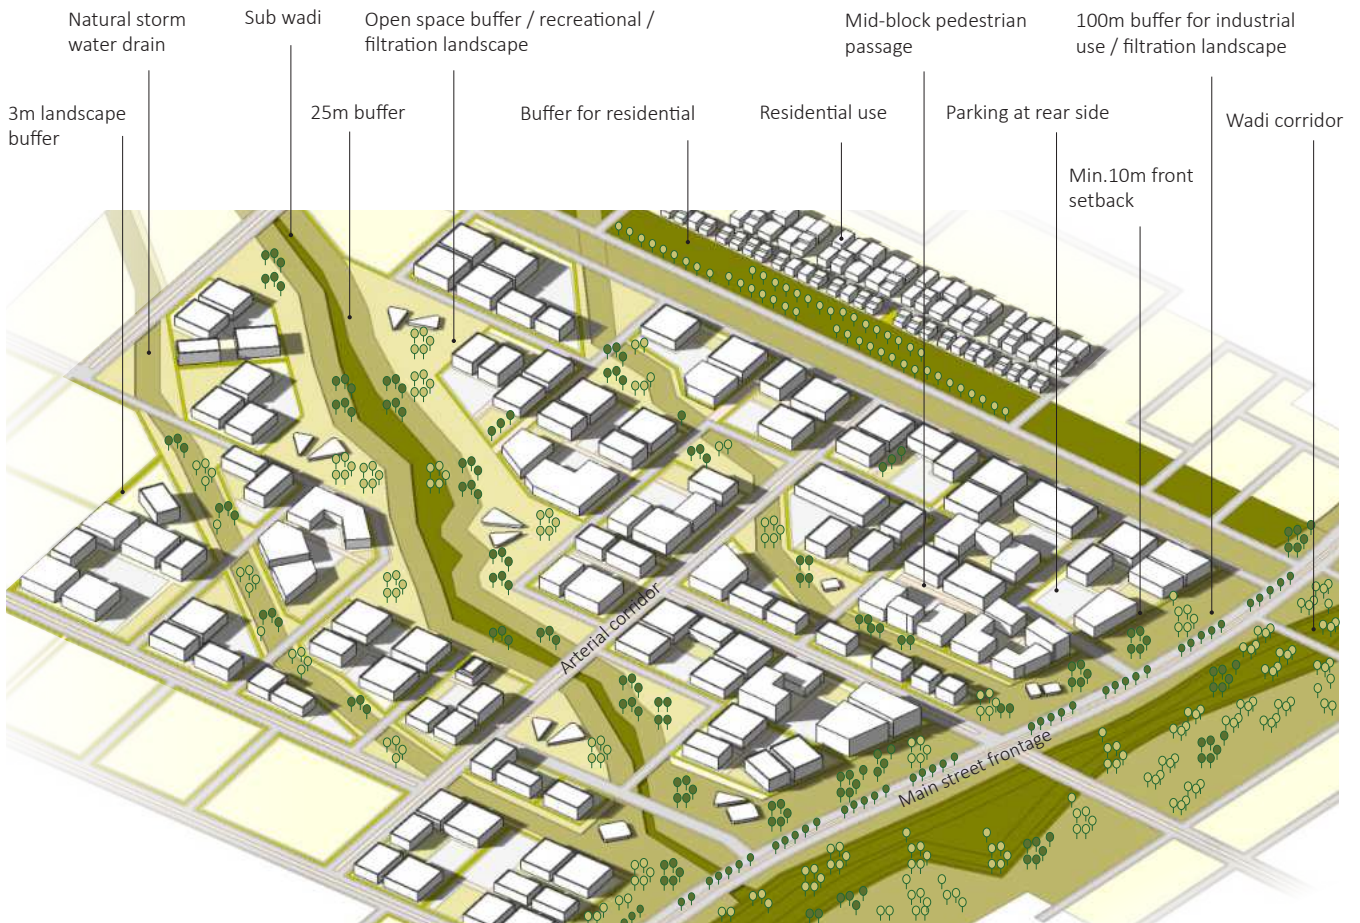 Natural storm
water drain
Sub wadi
Open space buffer / recreational /
filtration landscape
Mid-block pedestrian
passage
100m buffer for industrial
use / filtration landscape
3m landscape
buffer
25m buffer
Buffer for residential
Residential use
Parking at rear side
Wadi corridor
Min.10m front
setback
Arterial corridor
Main street frontage